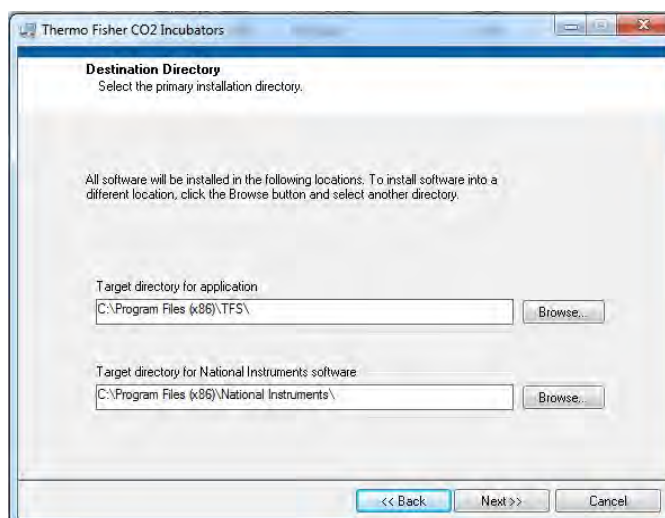 Thermo Fisher CO2 Incubators
Destination Directory
Select the primary installation directory.
All software will be installed in the following locations. To install software into a
different location, click the Browse button and select another directory.
Target directory for application
C:\Program Files (x86)\TFS\
Browse...
Target directory for National Instruments software
C:\Program Files (x86)\National Instruments\
Browse...
<< Back
Next >>
Cancel